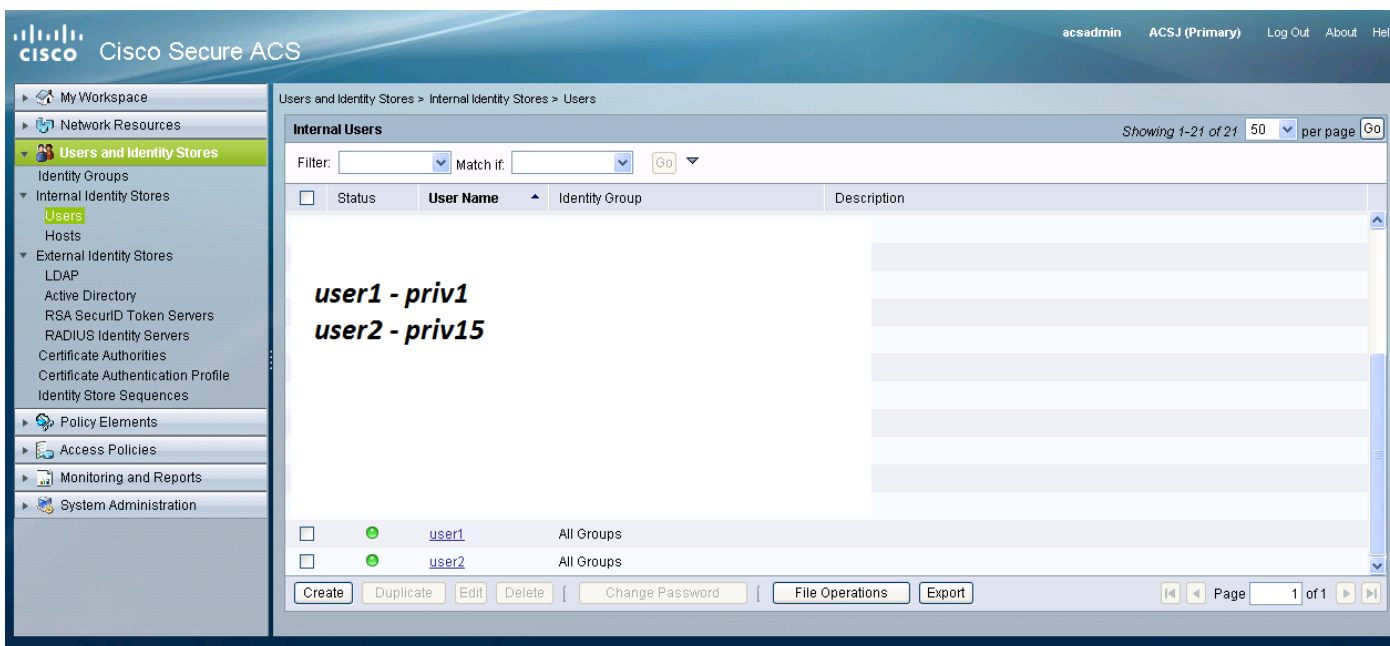 CISCO Cisco Secure ACS
acsadmin ACSJ (Primary) Log Out About Hel
My Workspace
Network Resources
Users and Identity Stores
Identity Groups
Internal Identity Stores
Users
Hosts
External Identity Stores
LDAP
Active Directory
RSA SecurID Token Servers
RADIUS Identity Servers
Certificate Authorities
Certificate Authentication Profile
Identity Store Sequences
Policy Elements
Access Policies
Monitoring and Reports
System Administration
Users and Identity Stores > Internal Identity Stores > Users
Internal Users Showing 1-21 of 21 50 per page Go
Filter: Match if: Go
Status User Name Identity Group Description
user1 - priv1
user2 - priv15
user1 All Groups
user2 All Groups
Create Duplicate Edit Delete | Change Password | File Operations Export Page 1 of 1